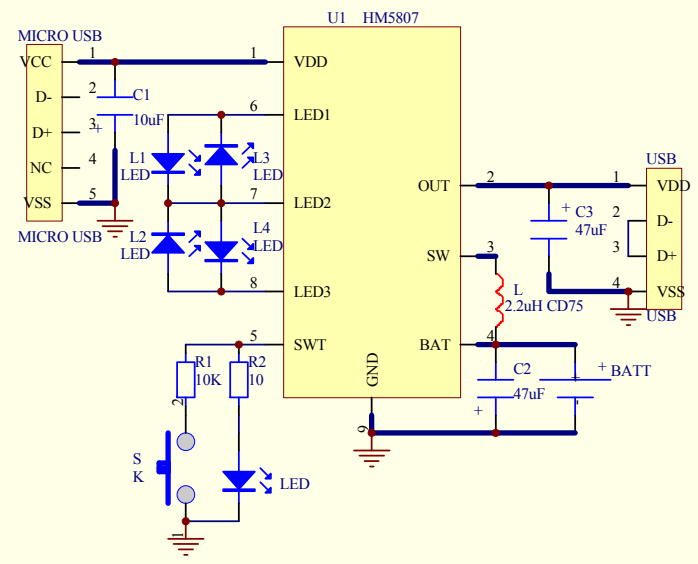 U1 HM5807
MICRO USB
VCC 1
D- 2
D+ 3
NC 4
VSS 5
MICRO USB
C1
+
10uF
1 VDD
6 LED1
7 LED2
8 LED3
5 SWT
L1
LED
L3
LED
L2
LED
L4
LED
OUT 2
SW 3
BAT 4
GND
9
USB
1 VDD
2 D-
3 D+
4 VSS
USB
+ C3
47uF
L
2.2uH CD75
C2
47uF
+
+ BATT
+
-
R1
10K
R2
10
2
S
K
LED
1